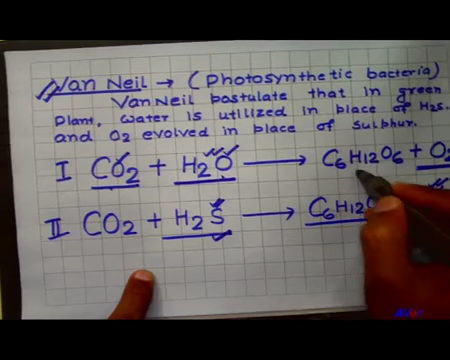 Van Neil → (Photosynthetic bacteria)
Van Neil postulate that in green
Plant, water is utilized in place of H2S.
and O2 evolved in place of Sulphur.
I CO2 + H2O → C6H12O6 + O2
II CO2 + H2S → C6H12O